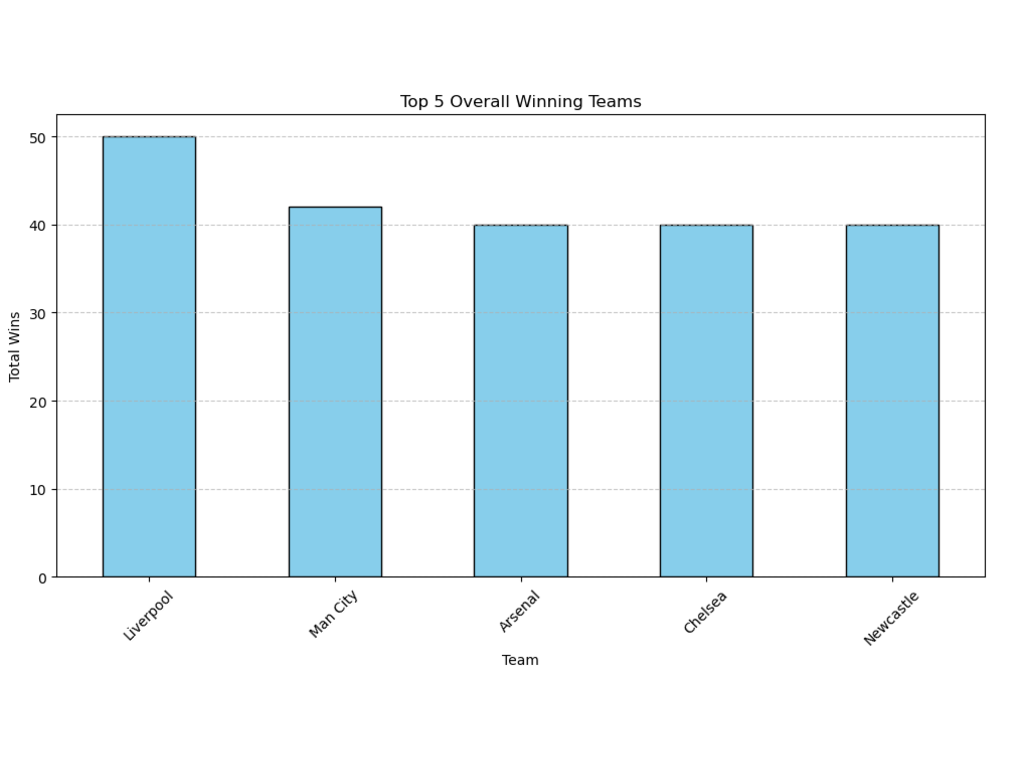 Top 5 Overall Winning Teams
Total Wins
50
40
30
20
10
0
Liverpool
Man City
Arsenal
Chelsea
Newcastle
Team